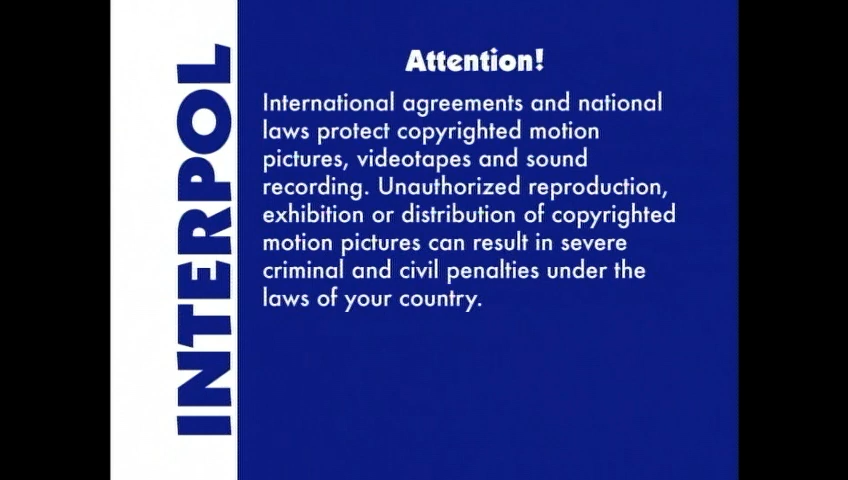 INTERPOL
Attention!
International agreements and national
laws protect copyrighted motion
pictures, videotapes and sound
recording. Unauthorized reproduction,
exhibition or distribution of copyrighted
motion pictures can result in severe
criminal and civil penalties under the
laws of your country.